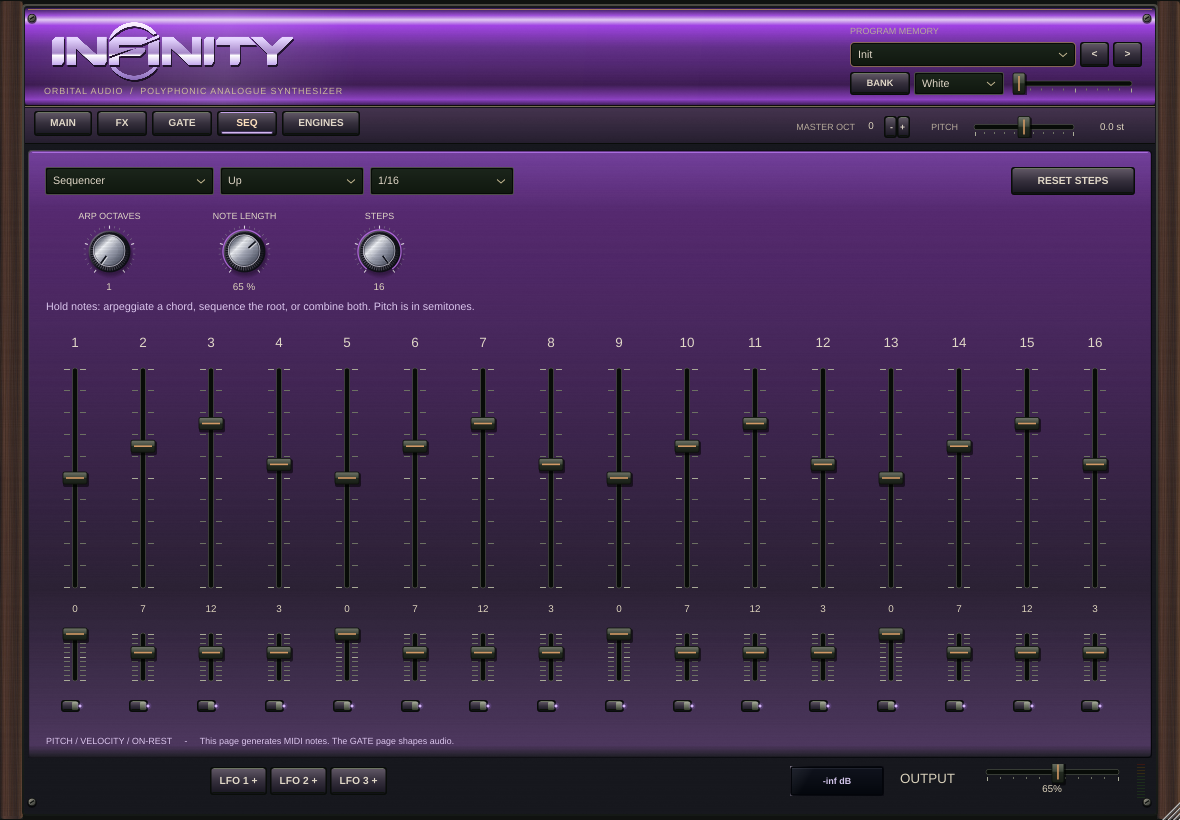 INFINITY
ORBITAL AUDIO / POLYPHONIC ANALOGUE SYNTHESIZER
PROGRAM MEMORY
Init
<
>
BANK
White
MAIN
FX
GATE
SEQ
ENGINES
MASTER OCT
0
-
+
PITCH
0.0 st
Sequencer
Up
1/16
RESET STEPS
ARP OCTAVES
NOTE LENGTH
STEPS
1
65 %
16
Hold notes: arpeggiate a chord, sequence the root, or combine both. Pitch is in semitones.
1 2 3 4 5 6 7 8 9 10 11 12 13 14 15 16
0 7 12 3 0 7 12 3 0 7 12 3 0 7 12 3
PITCH / VELOCITY / ON-REST - This page generates MIDI notes. The GATE page shapes audio.
LFO 1 +
LFO 2 +
LFO 3 +
-inf dB
OUTPUT
65%